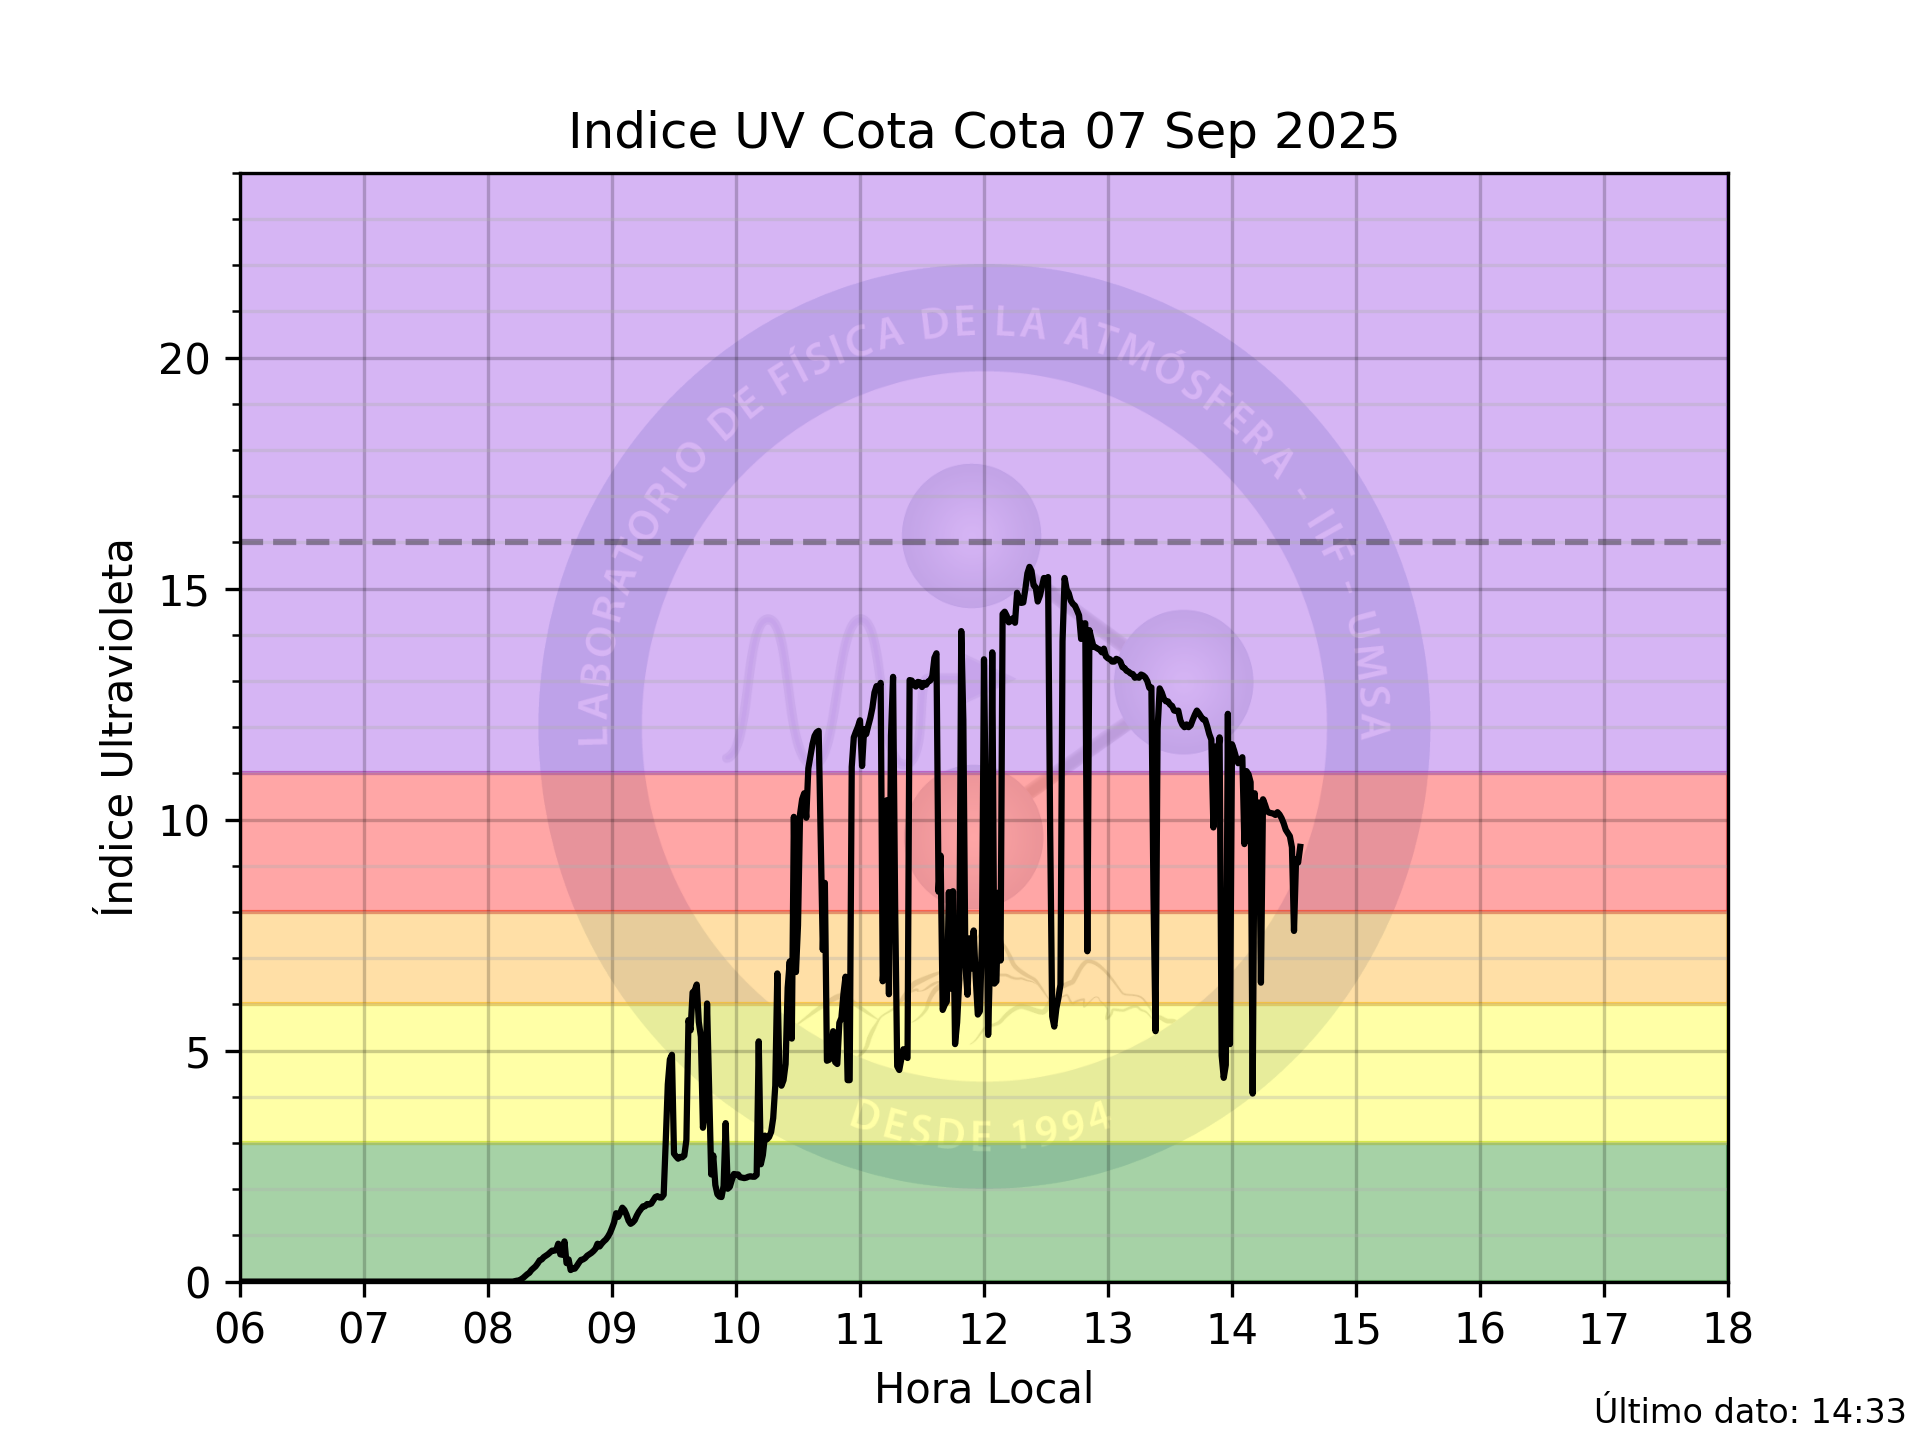 Indice UV Cota Cota 07 Sep 2025
LABORATORIO DE FÍSICA DE LA ATMÓSFERA - IIF - UMSA
DESDE 1994
Índice Ultravioleta
20
15
10
5
0
06 07 08 09 10 11 12 13 14 15 16 17 18
Hora Local
Último dato: 14:33